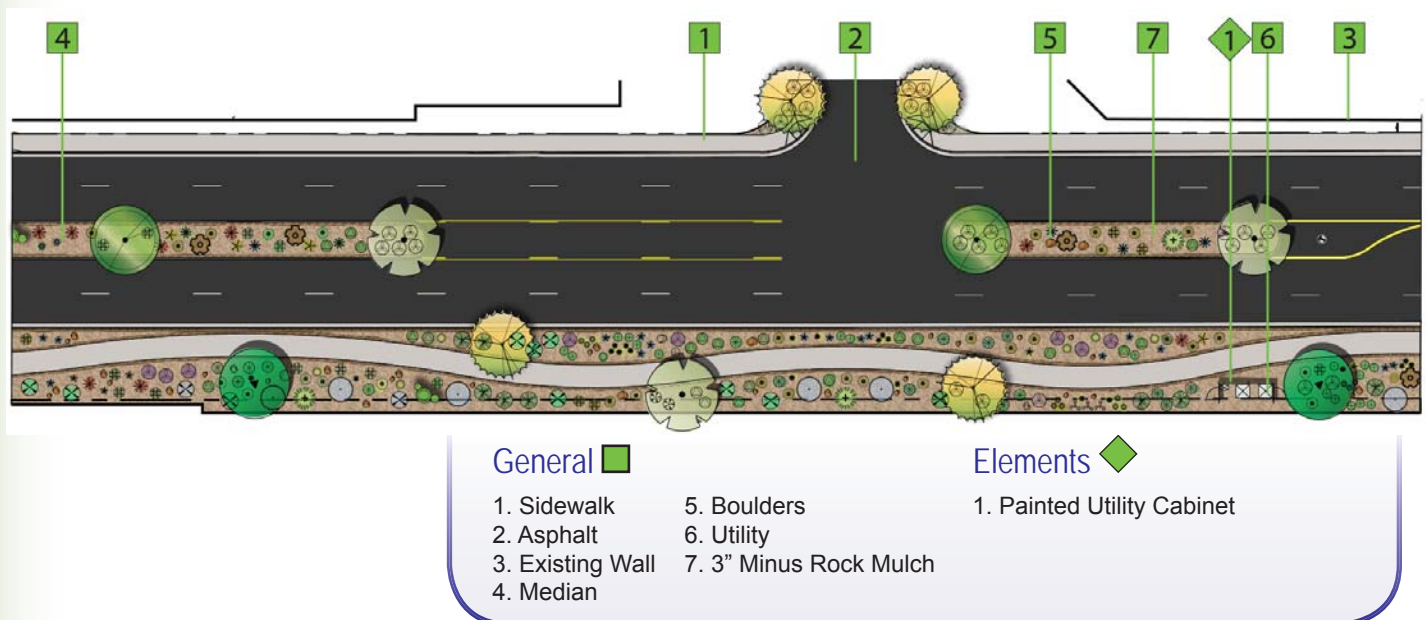 4 1 2 5 7 1 6 3
General
Elements
1. Sidewalk
2. Asphalt
3. Existing Wall
4. Median
5. Boulders
6. Utility
7. 3” Minus Rock Mulch
1. Painted Utility Cabinet